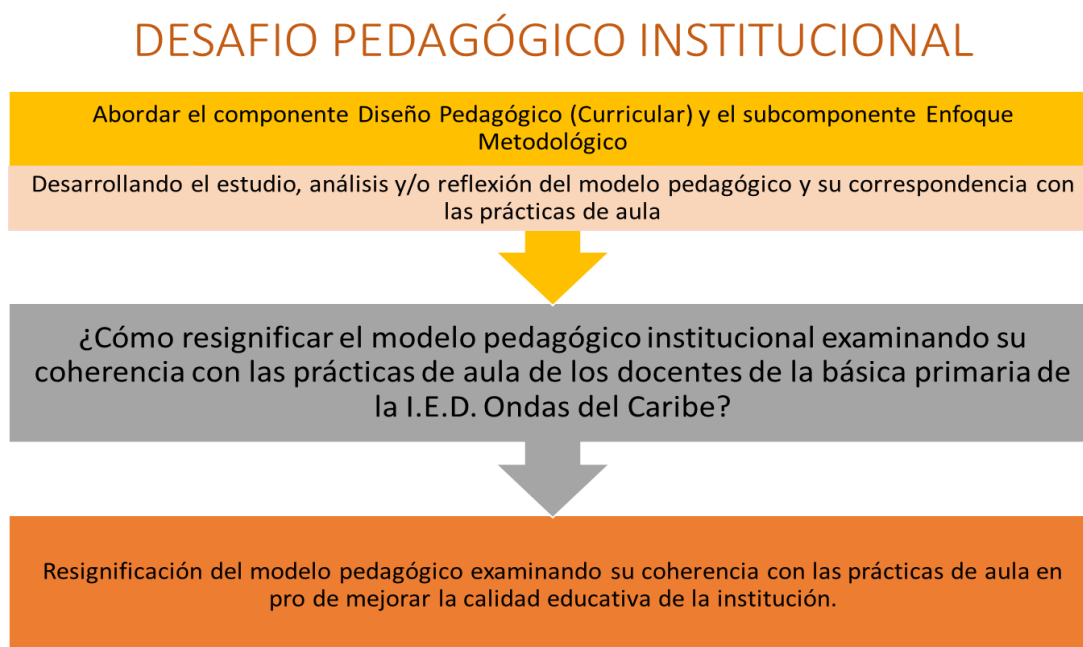 DESAFIO PEDAGÓGICO INSTITUCIONAL
Abordar el componente Diseño Pedagógico (Curricular) y el subcomponente Enfoque
Metodológico
Desarrollando el estudio, análisis y/o reflexión del modelo pedagógico y su correspondencia con
las prácticas de aula
¿Cómo resignificar el modelo pedagógico institucional examinando su
coherencia con las prácticas de aula de los docentes de la básica primaria de
la I.E.D. Ondas del Caribe?
Resignificación del modelo pedagógico examinando su coherencia con las prácticas de aula en
pro de mejorar la calidad educativa de la institución.